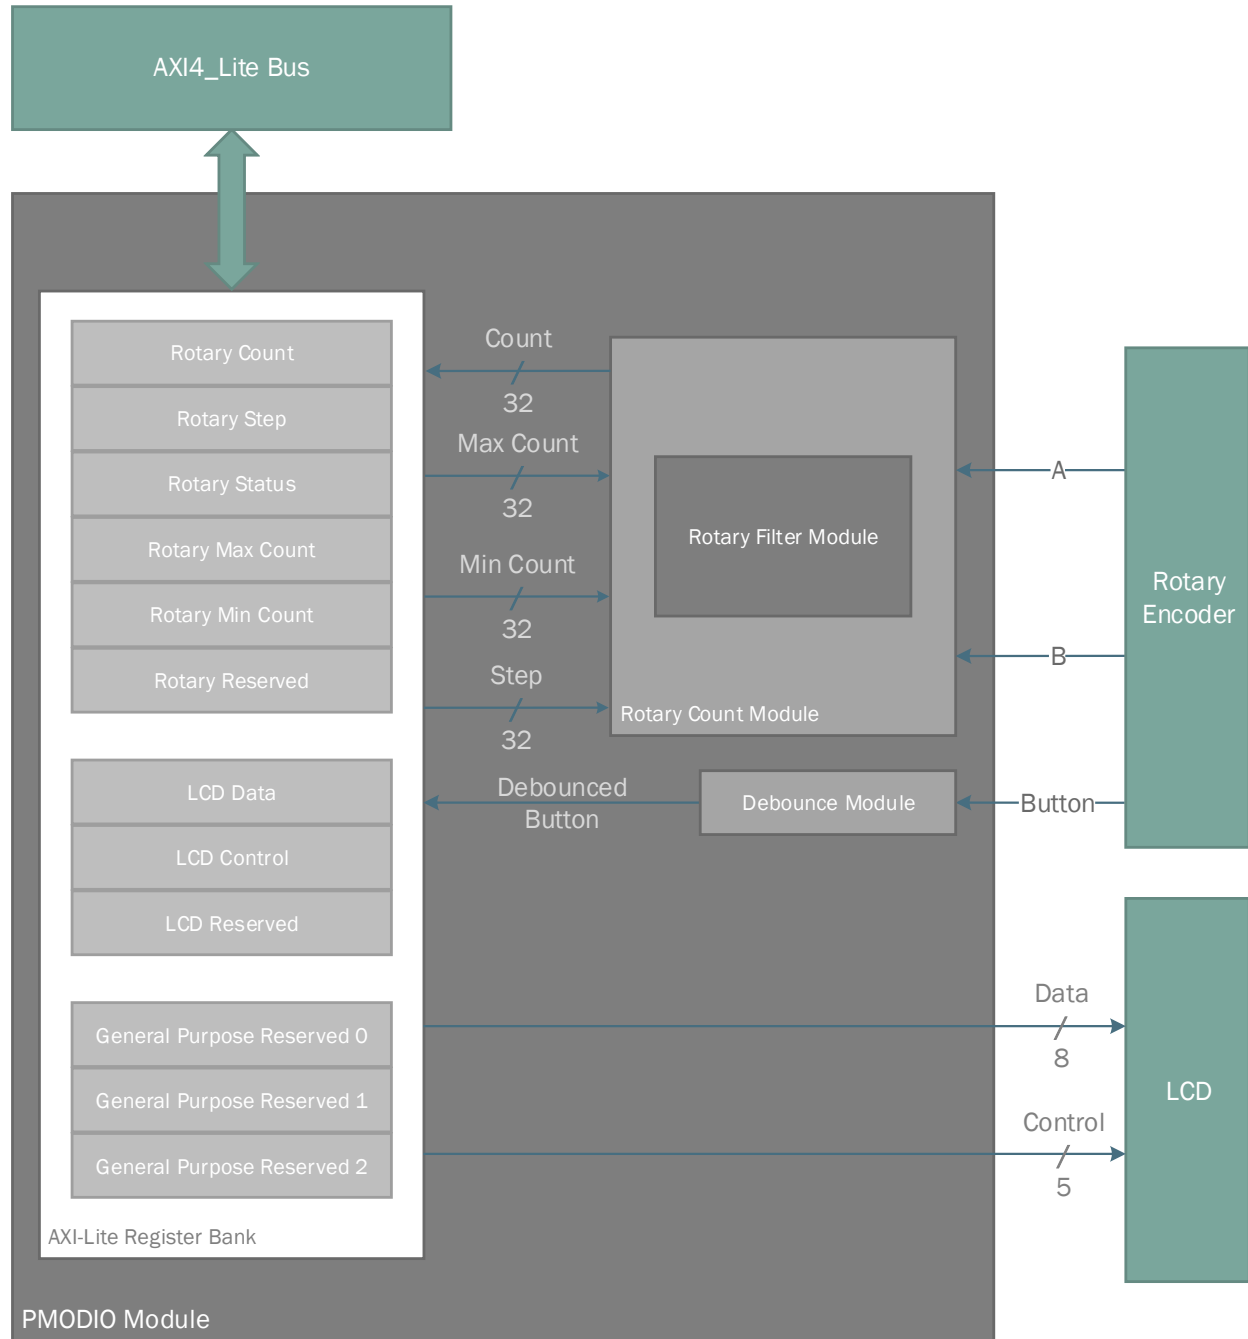 AXI4_Lite Bus
Rotary Count
Rotary Step
Rotary Status
Rotary Max Count
Rotary Min Count
Rotary Reserved
LCD Data
LCD Control
LCD Reserved
General Purpose Reserved 0
General Purpose Reserved 1
General Purpose Reserved 2
AXI-Lite Register Bank
PMODIO Module
Count
32
Max Count
32
Min Count
32
Step
32
Debounced
Button
Rotary Filter Module
Rotary Count Module
Debounce Module
A
B
Button
Rotary
Encoder
Data
8
Control
5
LCD